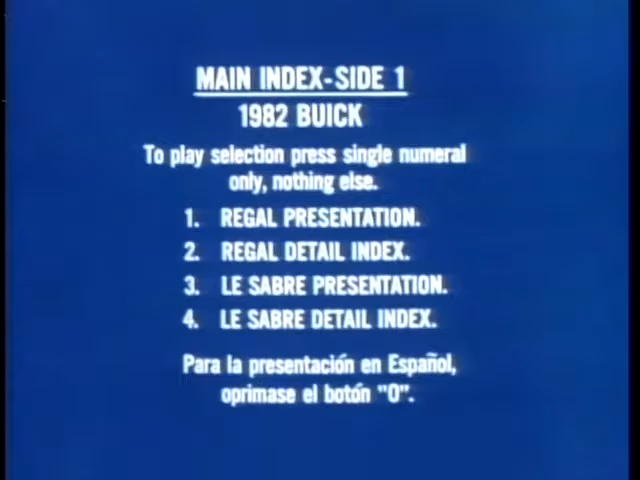 MAIN INDEX-SIDE 1
1982 BUICK
To play selection press single numeral
only, nothing else.
1. REGAL PRESENTATION.
2. REGAL DETAIL INDEX.
3. LE SABRE PRESENTATION.
4. LE SABRE DETAIL INDEX.
Para la presentación en Español,
oprimase el botón "0".